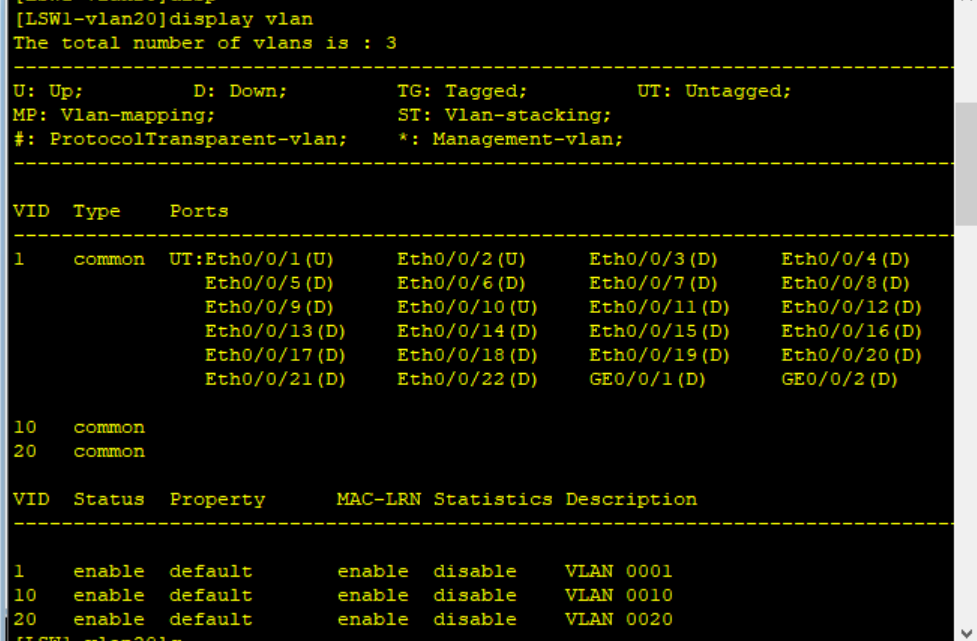 [LSW1-vlan20]display vlan
The total number of vlans is : 3
--------------------------------------------------------------------------------
U: Up;         D: Down;         TG: Tagged;         UT: Untagged;
MP: Vlan-mapping;               ST: Vlan-stacking;
#: ProtocolTransparent-vlan;    *: Management-vlan;
--------------------------------------------------------------------------------
VID  Type    Ports
--------------------------------------------------------------------------------
1    common  UT:Eth0/0/1(U)     Eth0/0/2(U)     Eth0/0/3(D)     Eth0/0/4(D)
                Eth0/0/5(D)     Eth0/0/6(D)     Eth0/0/7(D)     Eth0/0/8(D)
                Eth0/0/9(D)     Eth0/0/10(U)    Eth0/0/11(D)    Eth0/0/12(D)
                Eth0/0/13(D)    Eth0/0/14(D)    Eth0/0/15(D)    Eth0/0/16(D)
                Eth0/0/17(D)    Eth0/0/18(D)    Eth0/0/19(D)    Eth0/0/20(D)
                Eth0/0/21(D)    Eth0/0/22(D)    GE0/0/1(D)      GE0/0/2(D)
10   common
20   common
VID  Status  Property      MAC-LRN Statistics Description
--------------------------------------------------------------------------------
1    enable  default       enable  disable    VLAN 0001
10   enable  default       enable  disable    VLAN 0010
20   enable  default       enable  disable    VLAN 0020